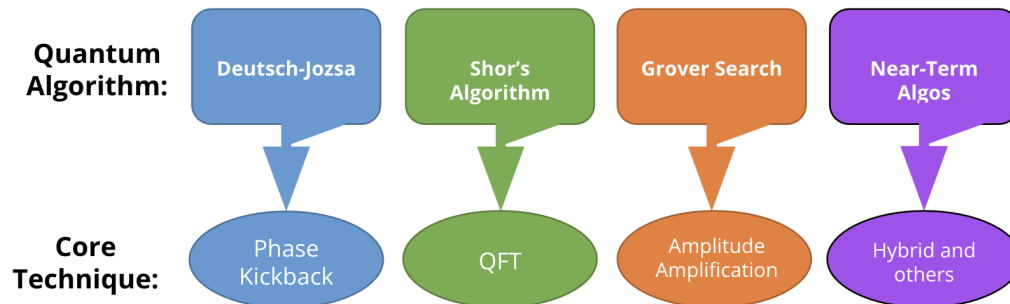 Quantum
Algorithm:
Deutsch-Jozsa
Shor's
Algorithm
Grover Search
Near-Term
Algos
Core
Technique:
Phase
Kickback
QFT
Amplitude
Amplification
Hybrid and
others